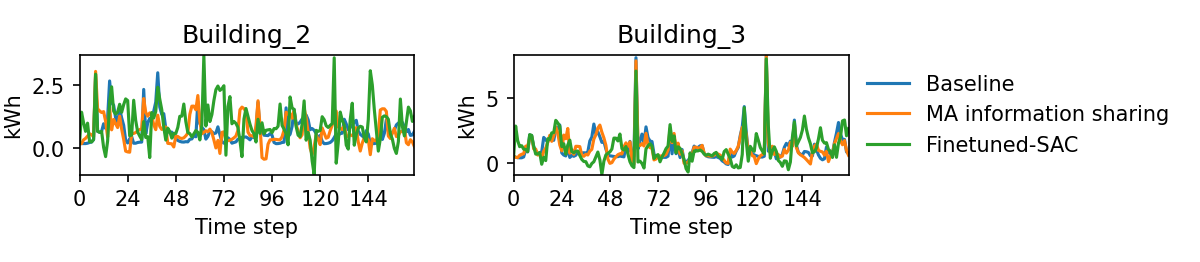 Building_2
Building_3
kWh
2.5
0.0
0 24 48 72 96 120 144
Time step
kWh
5
0
0 24 48 72 96 120 144
Time step
Baseline
MA information sharing
Finetuned-SAC